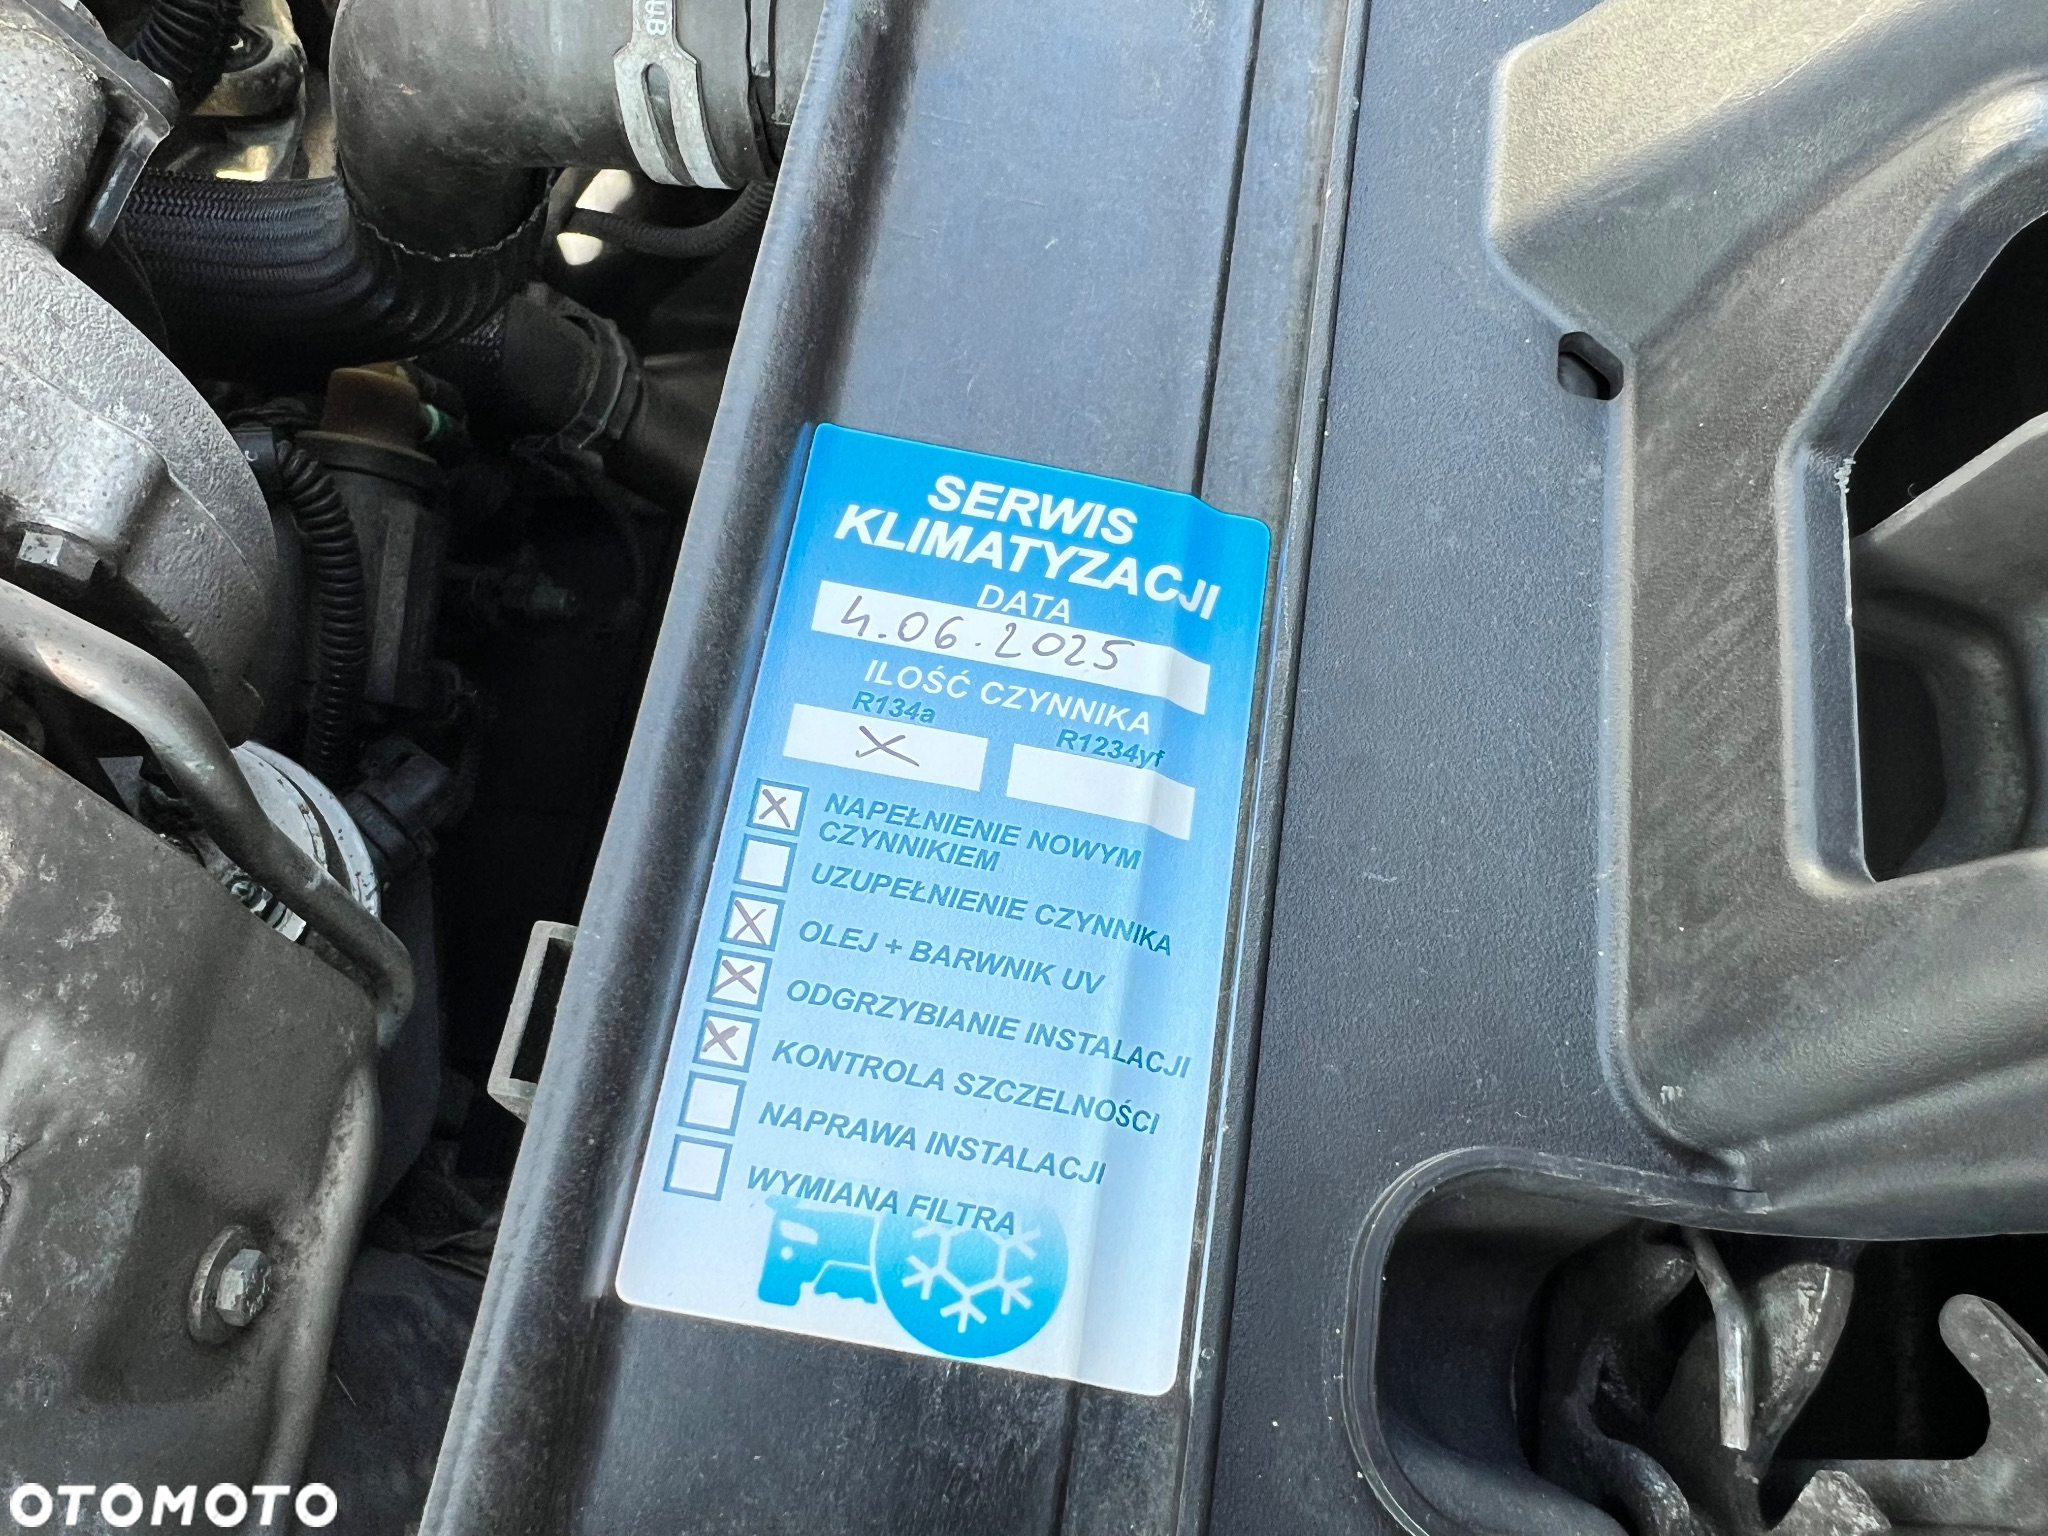 SERWIS
KLIMATYZACJI
DATA
4.06.2025
ILOŚĆ CZYNNIKA
R134a
R1234yf
X
X NAPEŁNIENIE NOWYM
CZYNNIKIEM
UZUPEŁNIENIE CZYNNIKA
X OLEJ + BARWNIK UV
X ODGRZYBIANIE INSTALACJI
X KONTROLA SZCZELNOŚCI
NAPRAWA INSTALACJI
WYMIANA FILTRA
OTOMOTO